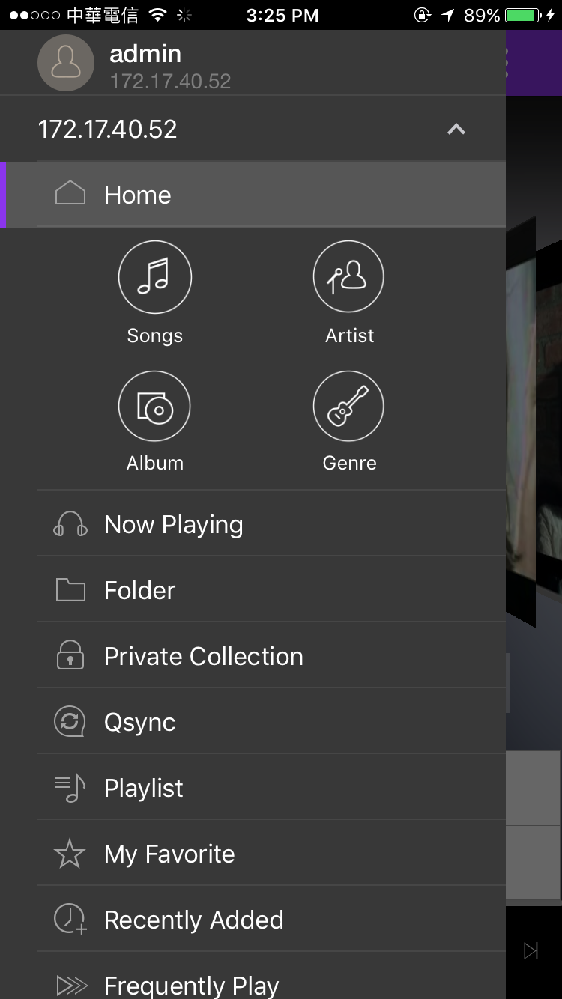 中華電信 3:25 PM 89%
admin
172.17.40.52
172.17.40.52
Home
Songs Artist
Album Genre
Now Playing
Folder
Private Collection
Qsync
Playlist
My Favorite
Recently Added
Frequently Play